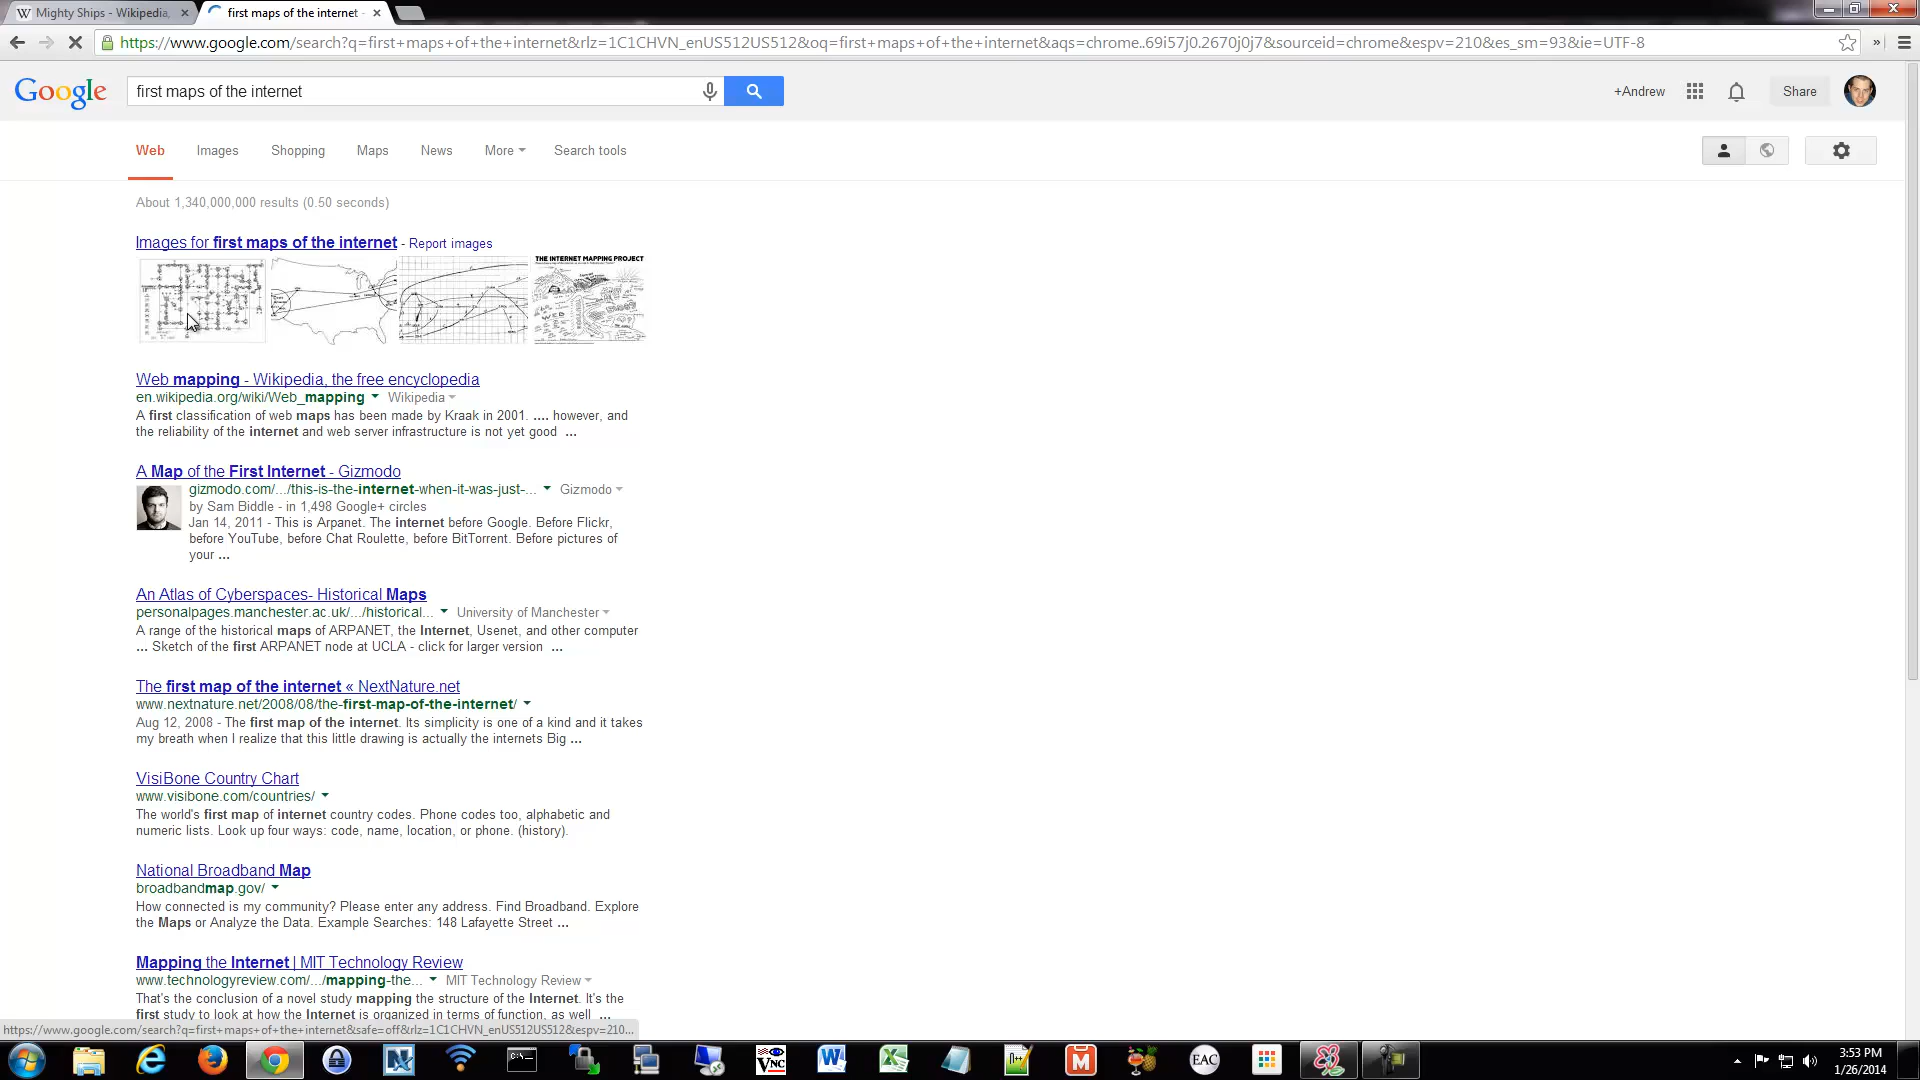 Mighty Ships - Wikipedia,
first maps of the internet -
https://www.google.com/search?q=first+maps+of+the+internet&rlz=1C1CHVN_enUS512US512&oq=first+maps+of+the+internet&aqs=chrome..69i57j0.2670j0j7&sourceid=chrome&espv=210&es_sm=93&ie=UTF-8
Google
first maps of the internet
+Andrew
Share
Web Images Shopping Maps News More Search tools
About 1,340,000,000 results (0.50 seconds)
Images for first maps of the internet - Report images
THE INTERNET MAPPING PROJECT
Web mapping - Wikipedia, the free encyclopedia
en.wikipedia.org/wiki/Web_mapping Wikipedia
A first classification of web maps has been made by Kraak in 2001. .... however, and
the reliability of the internet and web server infrastructure is not yet good ...
A Map of the First Internet - Gizmodo
gizmodo.com/.../this-is-the-internet-when-it-was-just-... Gizmodo
by Sam Biddle - in 1,498 Google+ circles
Jan 14, 2011 - This is Arpanet. The internet before Google. Before Flickr,
before YouTube, before Chat Roulette, before BitTorrent. Before pictures of
your ...
An Atlas of Cyberspaces- Historical Maps
personalpages.manchester.ac.uk/.../historical... University of Manchester
A range of the historical maps of ARPANET, the Internet, Usenet, and other computer
... Sketch of the first ARPANET node at UCLA - click for larger version ...
The first map of the internet « NextNature.net
www.nextnature.net/2008/08/the-first-map-of-the-internet/
Aug 12, 2008 - The first map of the internet. Its simplicity is one of a kind and it takes
my breath when I realize that this little drawing is actually the internets Big ...
VisiBone Country Chart
www.visibone.com/countries/
The world's first map of internet country codes. Phone codes too, alphabetic and
numeric lists. Look up four ways: code, name, location, or phone. (history).
National Broadband Map
broadbandmap.gov/
How connected is my community? Please enter any address. Find Broadband. Explore
the Maps or Analyze the Data. Example Searches: 148 Lafayette Street ...
Mapping the Internet | MIT Technology Review
www.technologyreview.com/.../mapping-the... MIT Technology Review
That's the conclusion of a novel study mapping the structure of the Internet. It's the
first study to look at how the Internet is organized in terms of function, as well ...
https://www.google.com/search?q=first+maps+of+the+internet&safe=off&rlz=1C1CHVN_enUS512US512&espv=210...
EAC
3:53 PM
1/26/2014